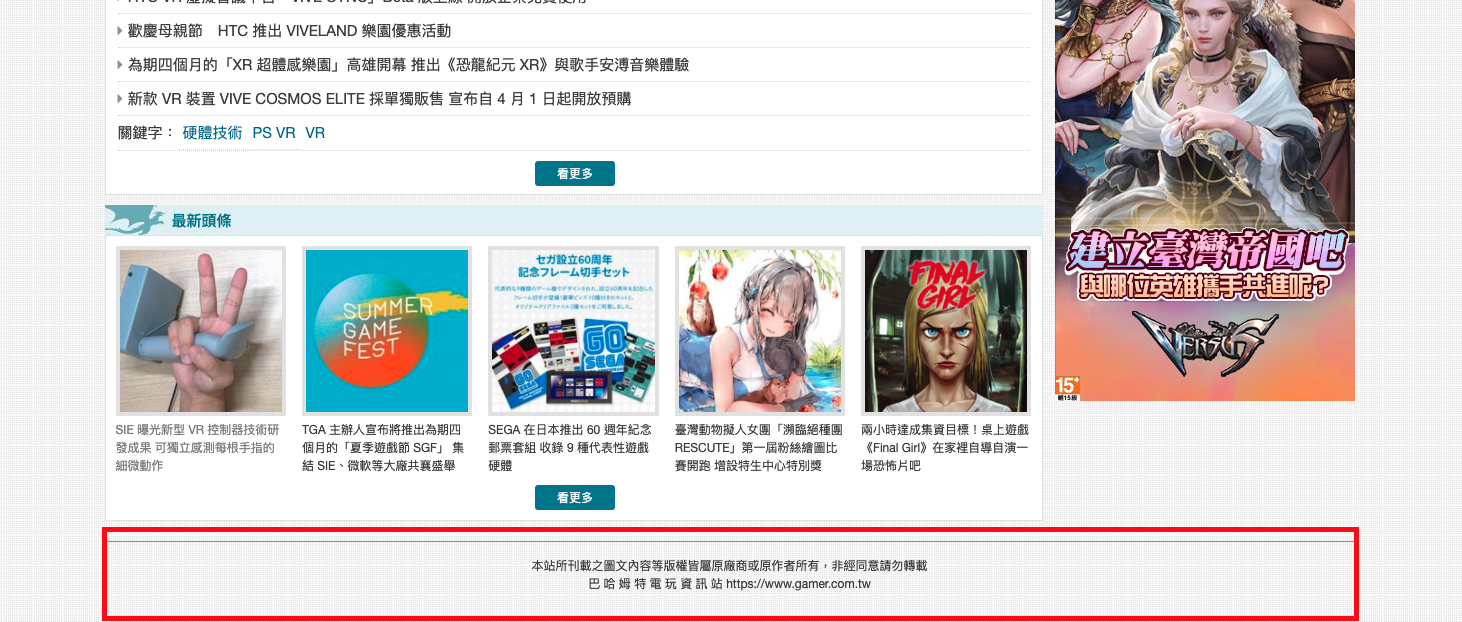 歡慶母親節 HTC 推出 VIVELAND 樂園優惠活動
為期四個月的「XR 超體感樂園」高雄開幕 推出《恐龍紀元 XR》與歌手安溥音樂體驗
新款 VR 裝置 VIVE COSMOS ELITE 採單獨販售 宣布自 4 月 1 日起開放預購
關鍵字： 硬體技術 PS VR VR
看更多
最新頭條
SUMMER
GAME
FEST
セガ設立60周年
記念フレーム切手セット
GO
SEGA
FINAL
GIRL
SIE 曝光新型 VR 控制器技術研
發成果 可獨立感測每根手指的
細微動作
TGA 主辦人宣布將推出為期四
個月的「夏季遊戲節 SGF」 集
結 SIE、微軟等大廠共襄盛舉
SEGA 在日本推出 60 週年紀念
郵票套組 收錄 9 種代表性遊戲
硬體
臺灣動物擬人女團「瀕臨絕種團
RESCUTE」第一屆粉絲繪圖比
賽開跑 增設特生中心特別獎
兩小時達成集資目標！桌上遊戲
《Final Girl》在家裡自導自演一
場恐怖片吧
看更多
建立臺灣帝國吧
與哪位英雄攜手共進呢?
VERSUS
15+
輔15級
本站所刊載之圖文內容等版權皆屬原廠商或原作者所有，非經同意請勿轉載
巴 哈 姆 特 電 玩 資 訊 站 https://www.gamer.com.tw